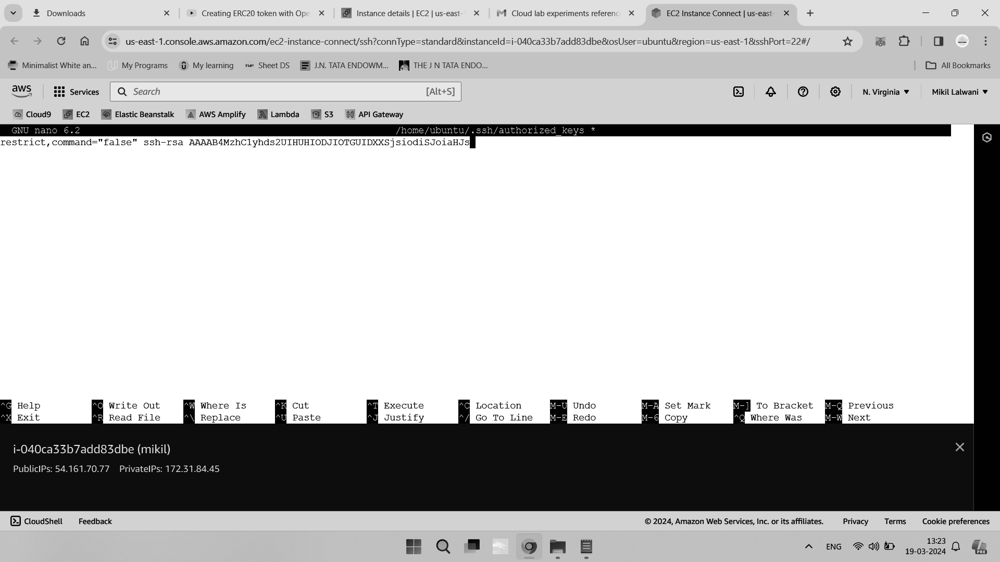 Downloads
Creating ERC20 token with Ope
Instance details | EC2 | us-east-1
Cloud lab experiments reference
EC2 Instance Connect | us-east-
us-east-1.console.aws.amazon.com/ec2-instance-connect/ssh?connType=standard&instanceId=i-040ca33b7add83dbe&osUser=ubuntu&region=us-east-1&sshPort=22#/
Minimalist White an...
My Programs
My learning
TUF Sheet DS
J.N. TATA ENDOWM...
THE J N TATA ENDO...
All Bookmarks
aws Services Search [Alt+S] N. Virginia Mikil Lalwani
Cloud9 EC2 Elastic Beanstalk AWS Amplify Lambda S3 API Gateway
GNU nano 6.2 /home/ubuntu/.ssh/authorized_keys *
restrict,command="false" ssh-rsa AAAAB4MzhC1yhds2UIHUHIODJIOTGUIDXXSjsiodiSJoiaHJs
^G Help ^O Write Out ^W Where Is ^K Cut ^T Execute ^C Location M-U Undo M-A Set Mark M-] To Bracket M-Q Previous
^X Exit ^R Read File ^\ Replace ^U Paste ^J Justify ^/ Go To Line M-E Redo M-6 Copy ^Q Where Was M-W Next
i-040ca33b7add83dbe (mikil)
PublicIPs: 54.161.70.77 PrivateIPs: 172.31.84.45
CloudShell Feedback © 2024, Amazon Web Services, Inc. or its affiliates. Privacy Terms Cookie preferences
ENG
13:23
19-03-2024
PRE